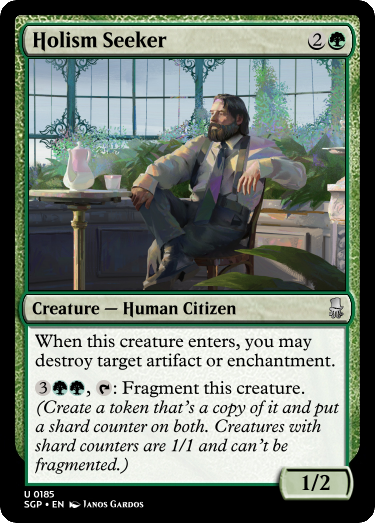 Holism Seeker 2
Creature — Human Citizen
When this creature enters, you may
destroy target artifact or enchantment.
3, : Fragment this creature.
(Create a token that's a copy of it and put
a shard counter on both. Creatures with
shard counters are 1/1 and can't be
fragmented.)
1/2
U 0185
SGP • EN Janos Gardos